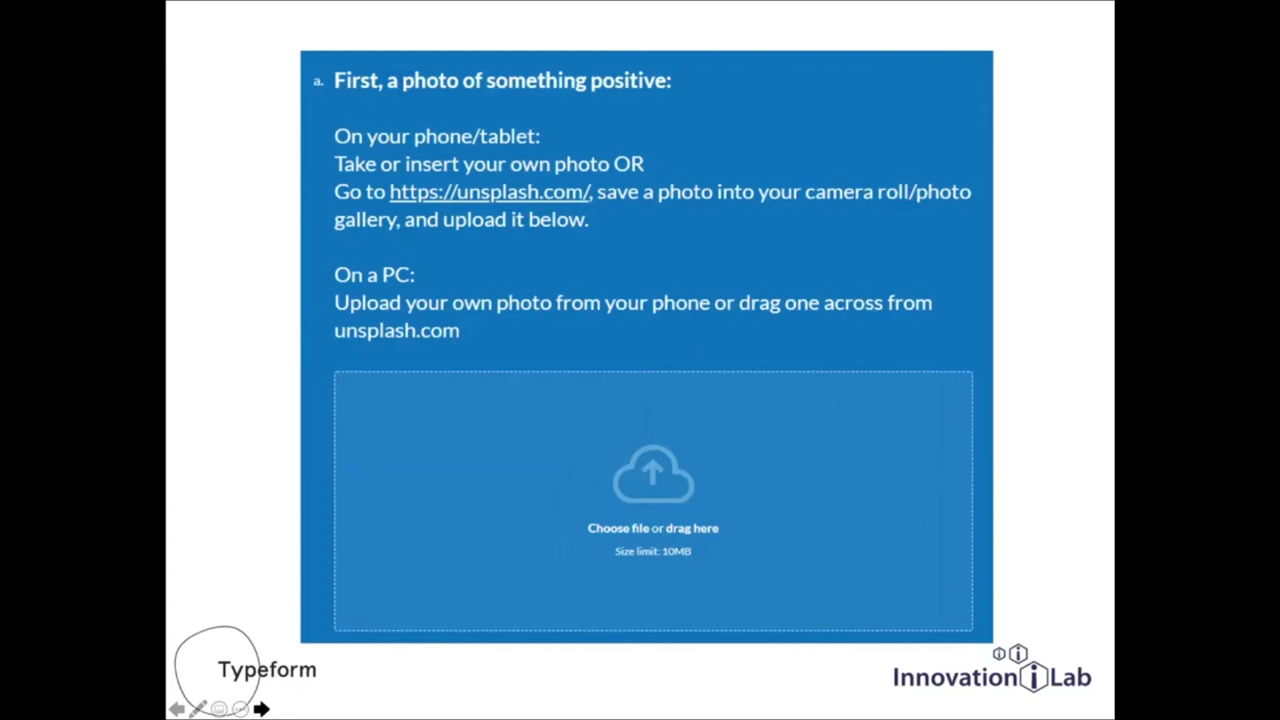 a. First, a photo of something positive:
On your phone/tablet:
Take or insert your own photo OR
Go to https://unsplash.com/, save a photo into your camera roll/photo
gallery, and upload it below.
On a PC:
Upload your own photo from your phone or drag one across from
unsplash.com
Choose file or drag here
Size limit: 10MB
Typeform
Innovation i Lab